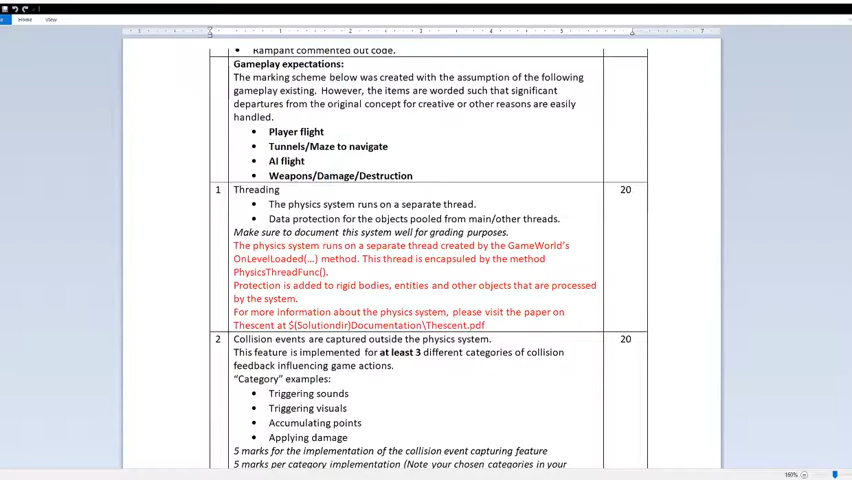 Home View
3 1 2 3 4 5 7
• Rampant commented out code.
Gameplay expectations:
The marking scheme below was created with the assumption of the following
gameplay existing. However, the items are worded such that significant
departures from the original concept for creative or other reasons are easily
handled.
• Player flight
• Tunnels/Maze to navigate
• AI flight
• Weapons/Damage/Destruction
1 Threading 20
• The physics system runs on a separate thread.
• Data protection for the objects pooled from main/other threads.
Make sure to document this system well for grading purposes.
The physics system runs on a separate thread created by the GameWorld's
OnLevelLoaded(...) method. This thread is encapsuled by the method
PhysicsThreadFunc().
Protection is added to rigid bodies, entities and other objects that are processed
by the system.
For more information about the physics system, please visit the paper on
Thescent at $(Solutiondir)Documentation\Thescent.pdf
2 Collision events are captured outside the physics system. 20
This feature is implemented for at least 3 different categories of collision
feedback influencing game actions.
"Category" examples:
• Triggering sounds
• Triggering visuals
• Accumulating points
• Applying damage
5 marks for the implementation of the collision event capturing feature
5 marks per category implementation (Note your chosen categories in your
160%